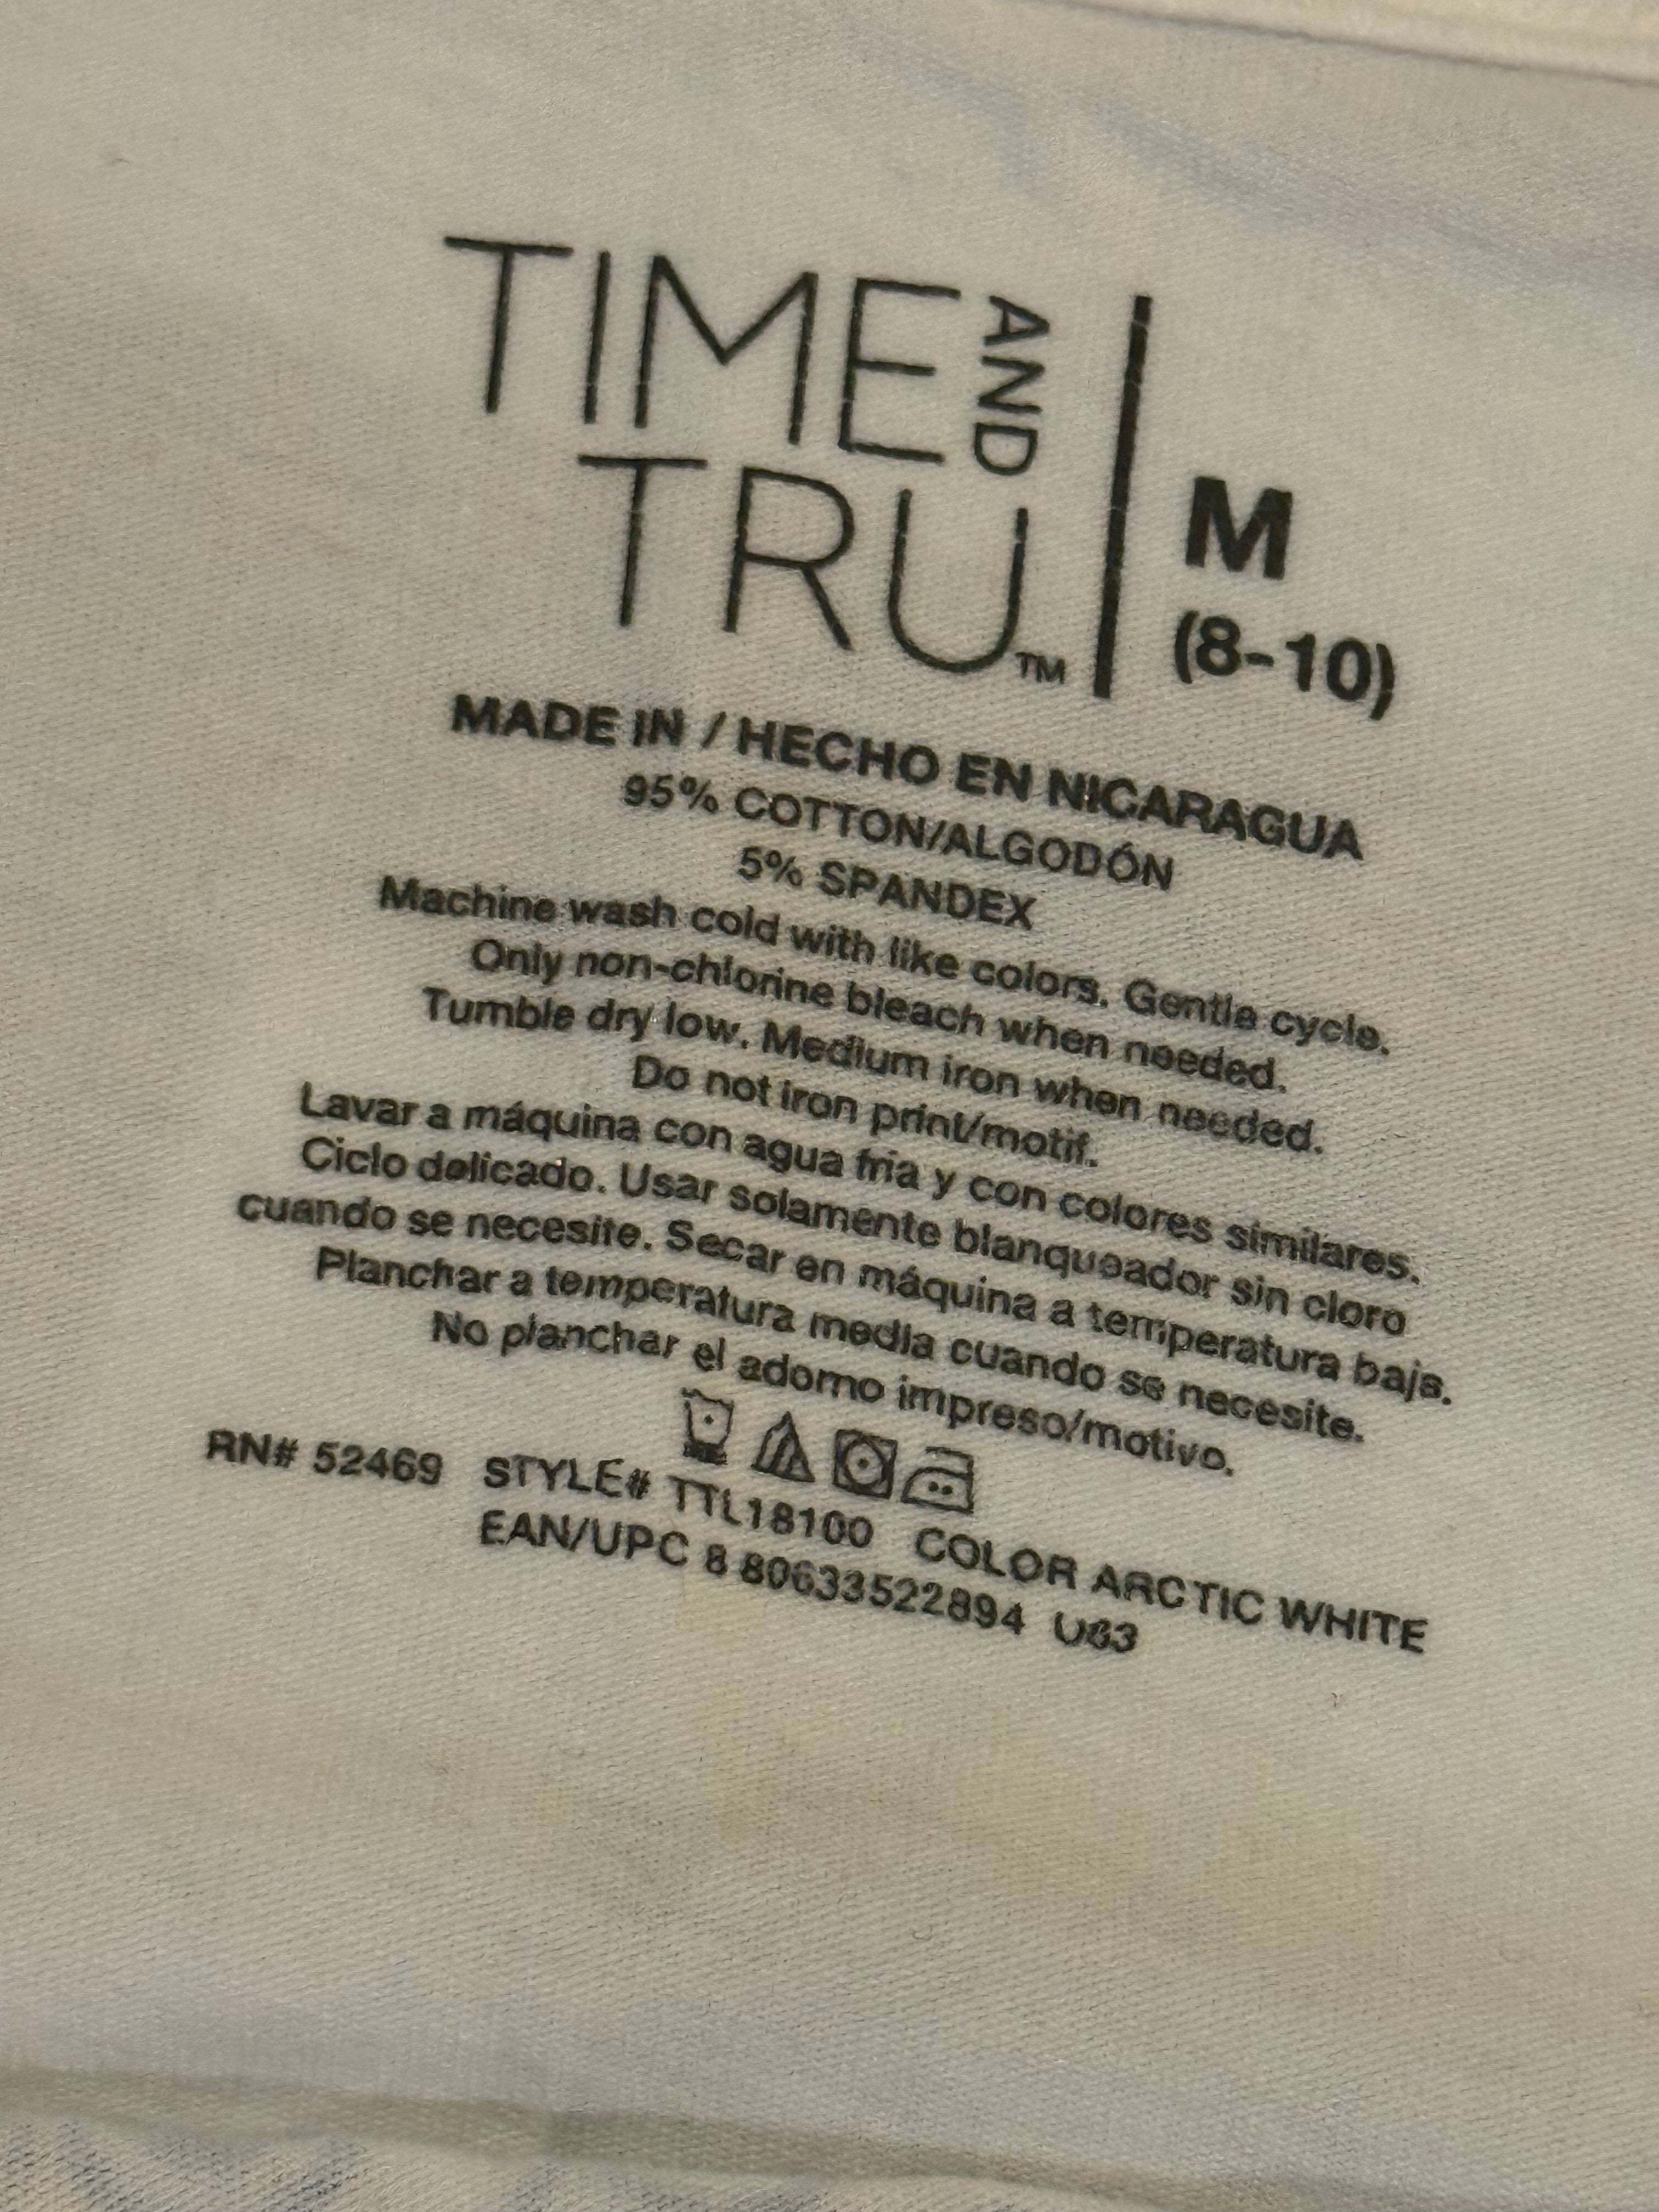 TIME AND
TRU™
M
(8-10)
MADE IN / HECHO EN NICARAGUA
95% COTTON/ALGODÓN
5% SPANDEX
Machine wash cold with like colors. Gentle cycle.
Only non-chlorine bleach when needed.
Tumble dry low. Medium iron when needed.
Do not iron print/motif.
Lavar a máquina con agua fria y con colores similares.
Ciclo delicado. Usar solamente blanqueador sin cloro
cuando se necesite. Secar en máquina a temperatura baja.
Planchar a temperatura media cuando se necesite.
No planchar el adorno impreso/motivo.
RN# 52469 STYLE# TTL18100 COLOR ARCTIC WHITE
EAN/UPC 8 80633522894